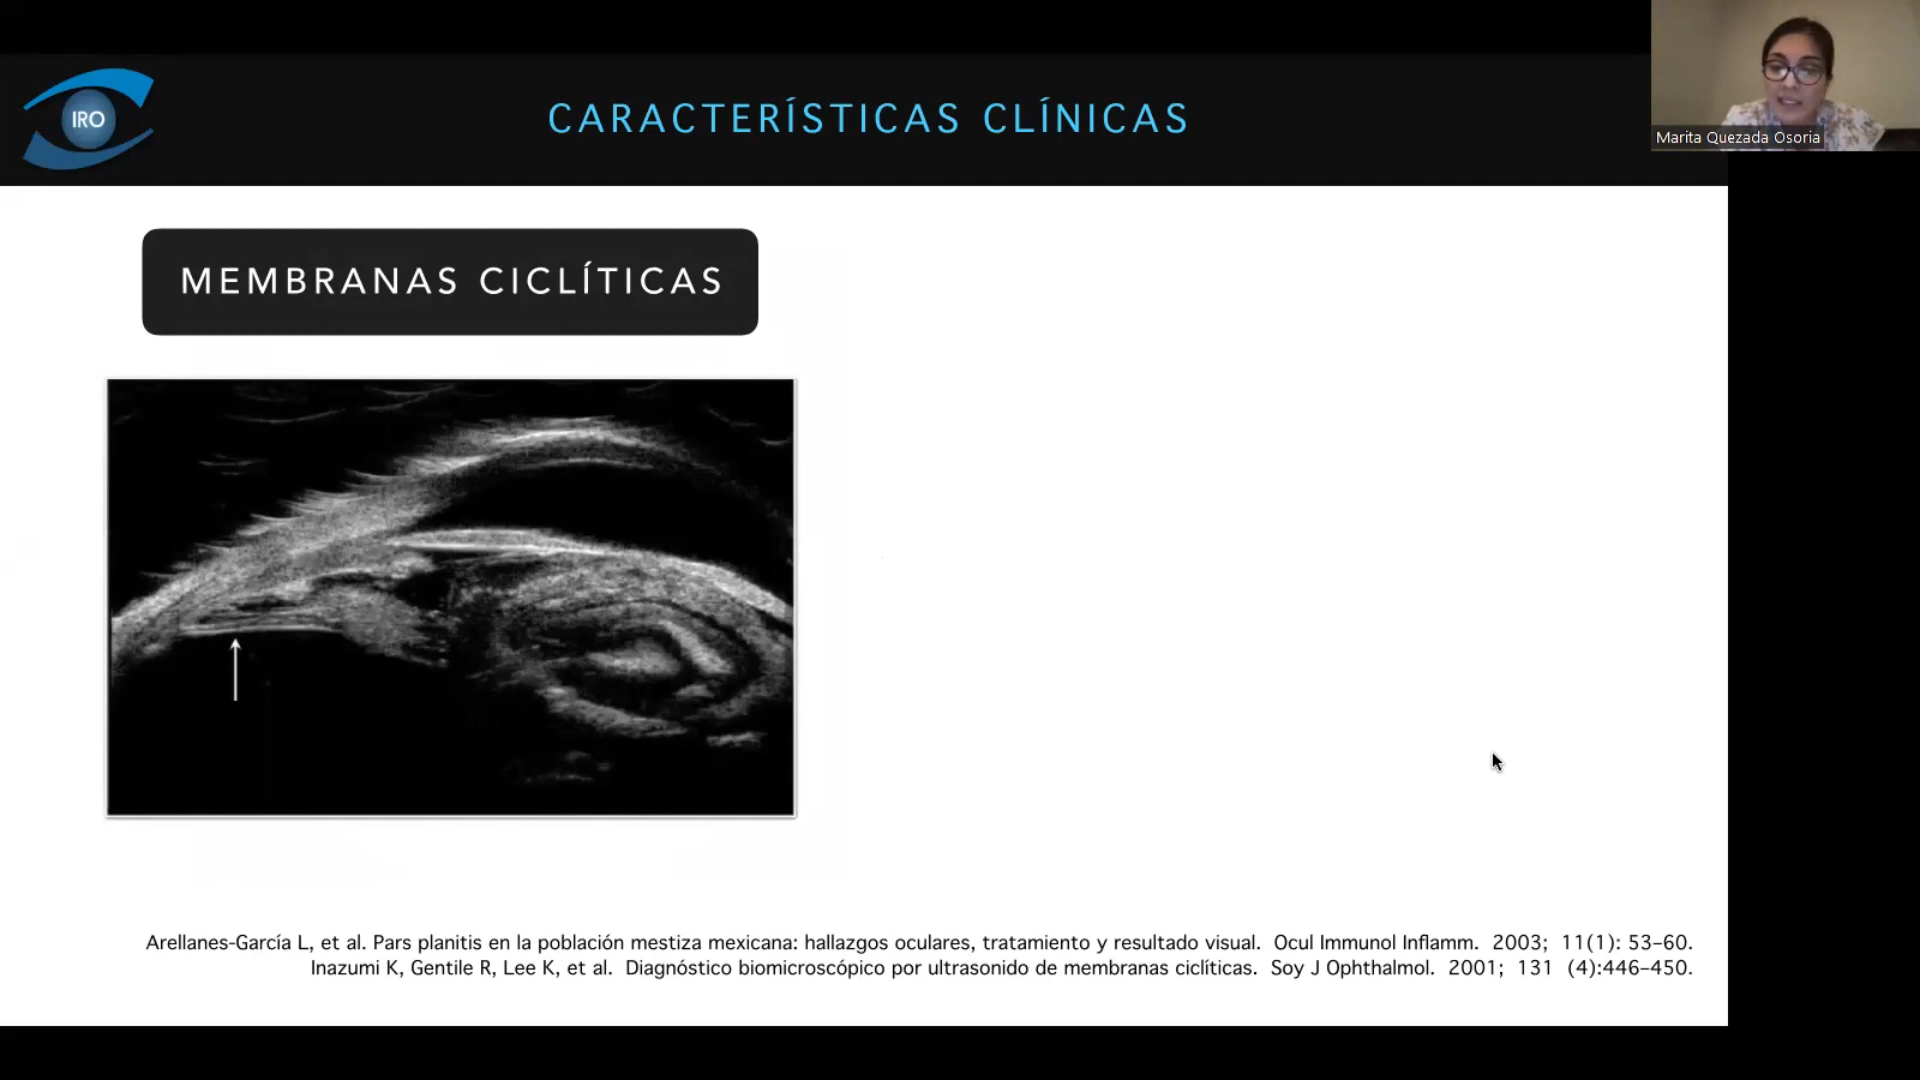 IRO
CARACTERÍSTICAS CLÍNICAS
Marita Quezada Osoria
MEMBRANAS CICLÍTICAS
Arellanes-García L, et al. Pars planitis en la población mestiza mexicana: hallazgos oculares, tratamiento y resultado visual. Ocul Immunol Inflamm. 2003; 11(1): 53–60.
Inazumi K, Gentile R, Lee K, et al. Diagnóstico biomicroscópico por ultrasonido de membranas ciclíticas. Soy J Ophthalmol. 2001; 131 (4):446–450.